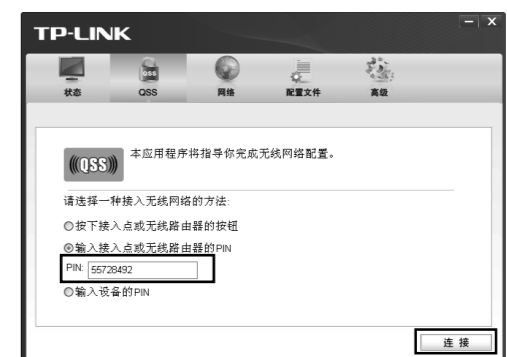 TP-LINK
状态 QSS 网络 配置文件 高级
QSS 本应用程序将指导你完成无线网络配置。
请选择一种接入无线网络的方法:
按下接入点或无线路由器的按钮
输入接入点或无线路由器的PIN
PIN: 55728492
输入设备的PIN
连 接